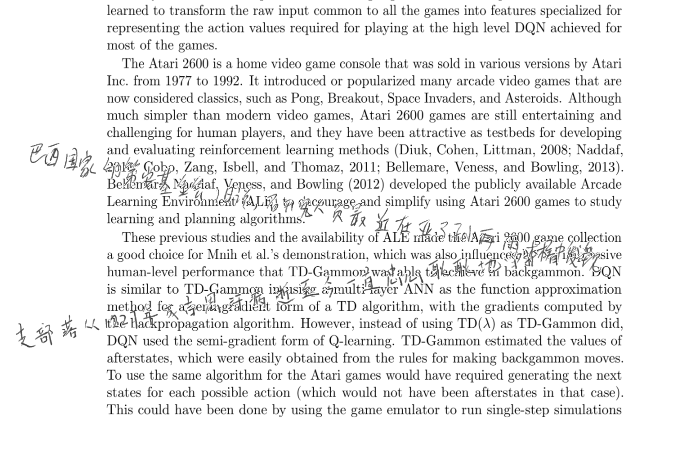 learned to transform the raw input common to all the games into features specialized for
representing the action values required for playing at the high level DQN achieved for
most of the games.
The Atari 2600 is a home video game console that was sold in various versions by Atari
Inc. from 1977 to 1992. It introduced or popularized many arcade video games that are
now considered classics, such as Pong, Breakout, Space Invaders, and Asteroids. Although
much simpler than modern video games, Atari 2600 games are still entertaining and
challenging for human players, and they have been attractive as testbeds for developing
and evaluating reinforcement learning methods (Diuk, Cohen, Littman, 2008; Naddaf,
巴西国家
Cobo, Zang, Isbell, and Thomaz, 2011; Bellemare, Veness, and Bowling, 2013).
Bellemare, Naddaf, Veness, and Bowling (2012) developed the publicly available Arcade
Learning Environment (ALE) to encourage and simplify using Atari 2600 games to study
learning and planning algorithms.
These previous studies and the availability of ALE made the Atari 2600 game collection
a good choice for Mnih et al.'s demonstration, which was also influenced by the impressive
human-level performance that TD-Gammon was able to achieve in backgammon. DQN
is similar to TD-Gammon in using a multi-layer ANN as the function approximation
method for a semi-gradient form of a TD algorithm, with the gradients computed by
支部落从
the backpropagation algorithm. However, instead of using TD(λ) as TD-Gammon did,
DQN used the semi-gradient form of Q-learning. TD-Gammon estimated the values of
afterstates, which were easily obtained from the rules for making backgammon moves.
To use the same algorithm for the Atari games would have required generating the next
states for each possible action (which would not have been afterstates in that case).
This could have been done by using the game emulator to run single-step simulations